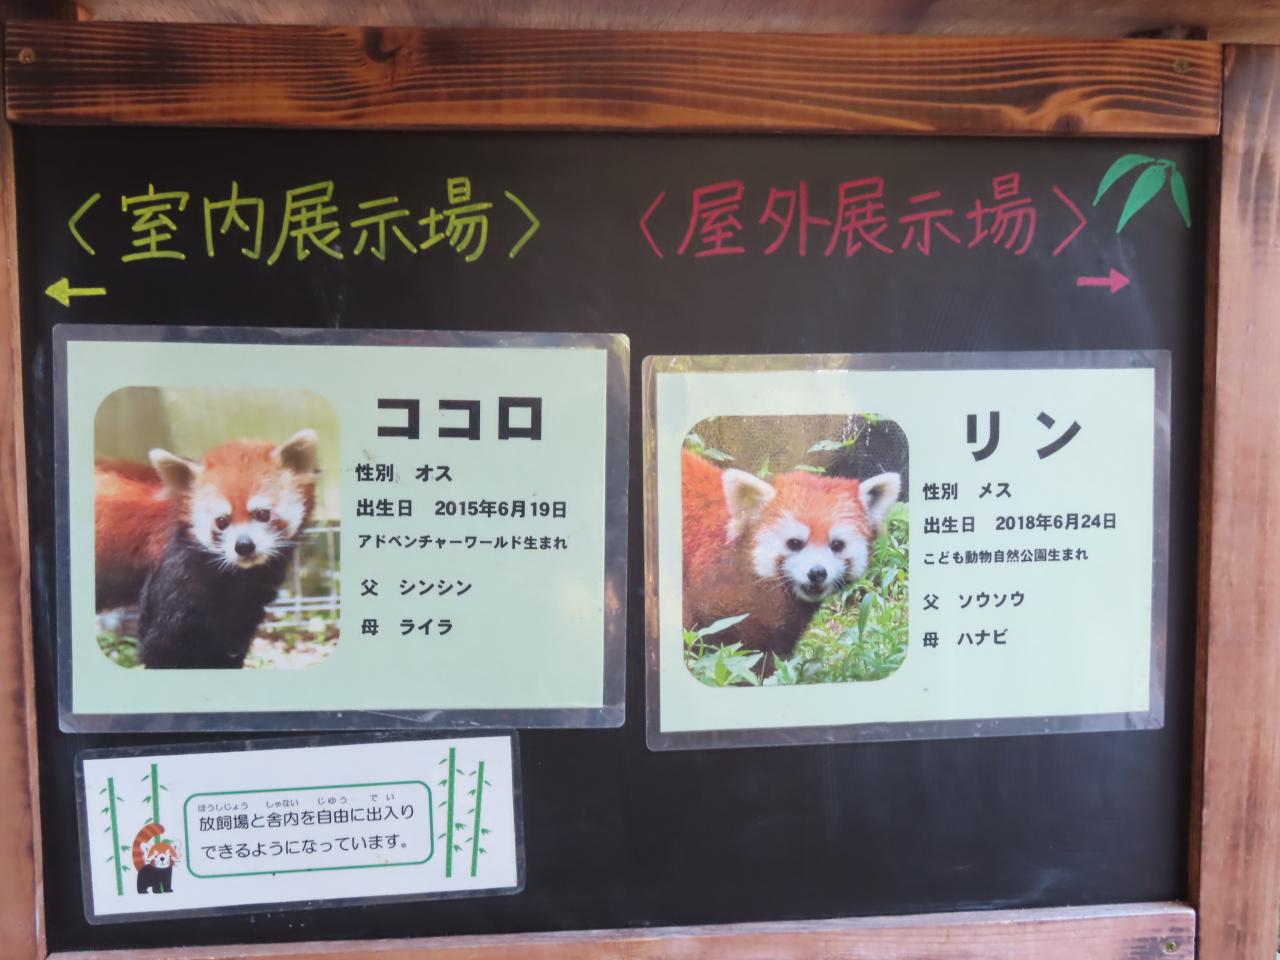 〈室内展示場〉
←
ココロ
性別 オス
出生日 2015年6月19日
アドベンチャーワールド生まれ
父 シンシン
母 ライラ
〈屋外展示場〉
→
リン
性別 メス
出生日 2018年6月24日
こども動物自然公園生まれ
父 ソウソウ
母 ハナビ
ほうしじょう しゃない じゆう でい
放飼場と舎内を自由に出入り
できるようになっています。